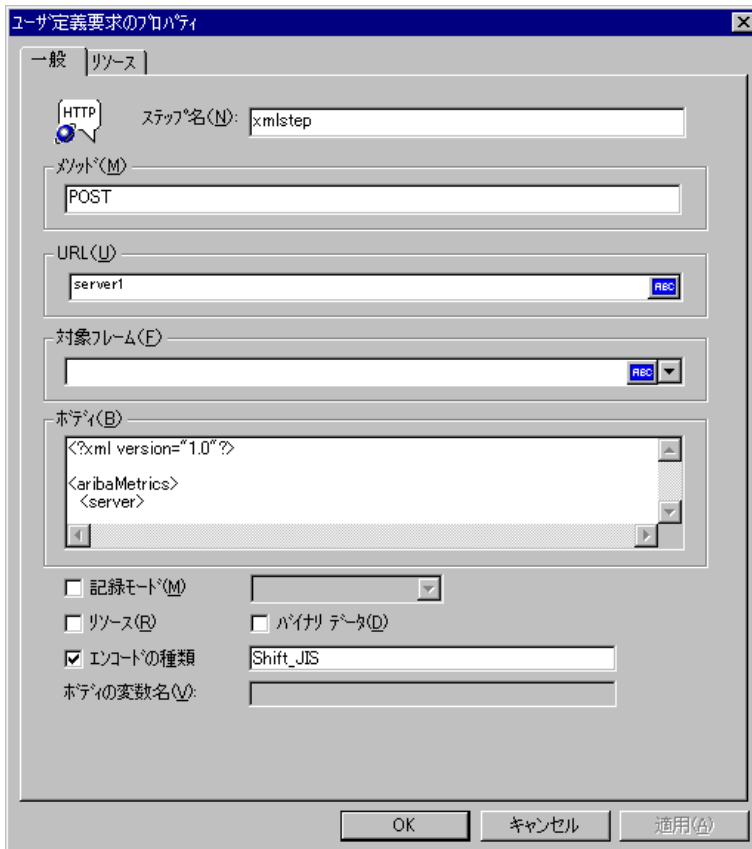 ユーザ定義要求のプロパティ
一般 リソース
HTTP ステップ名(N): xmlstep
メソッド(M)
POST
URL(U)
server1 ABC
対象フレーム(F)
ABC
ボディ(B)
<?xml version="1.0"?>
<aribaMetrics>
<server>
記録モード(M)
リソース(R) バイナリ データ(D)
エンコードの種類 Shift_JIS
ボディの変数名(V):
OK キャンセル 適用(A)